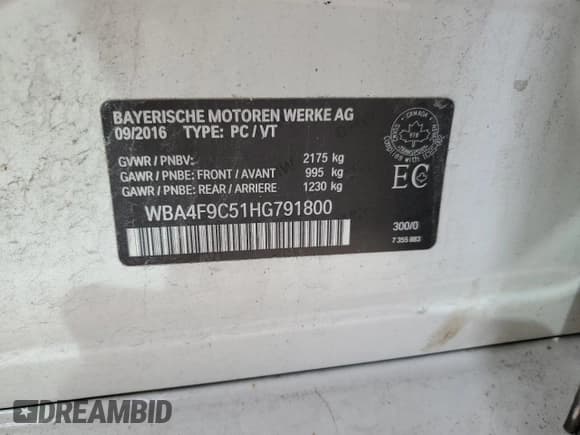 BAYERISCHE MOTOREN WERKE AG
09/2016 TYPE: PC / VT
GVWR / PNBV: 2175 kg
GAWR / PNBE: FRONT / AVANT 995 kg
GAWR / PNBE: REAR / ARRIERE 1230 kg
WBA4F9C51HG791800
CANADA
EC
300/0
7 355 883
DREAMBID